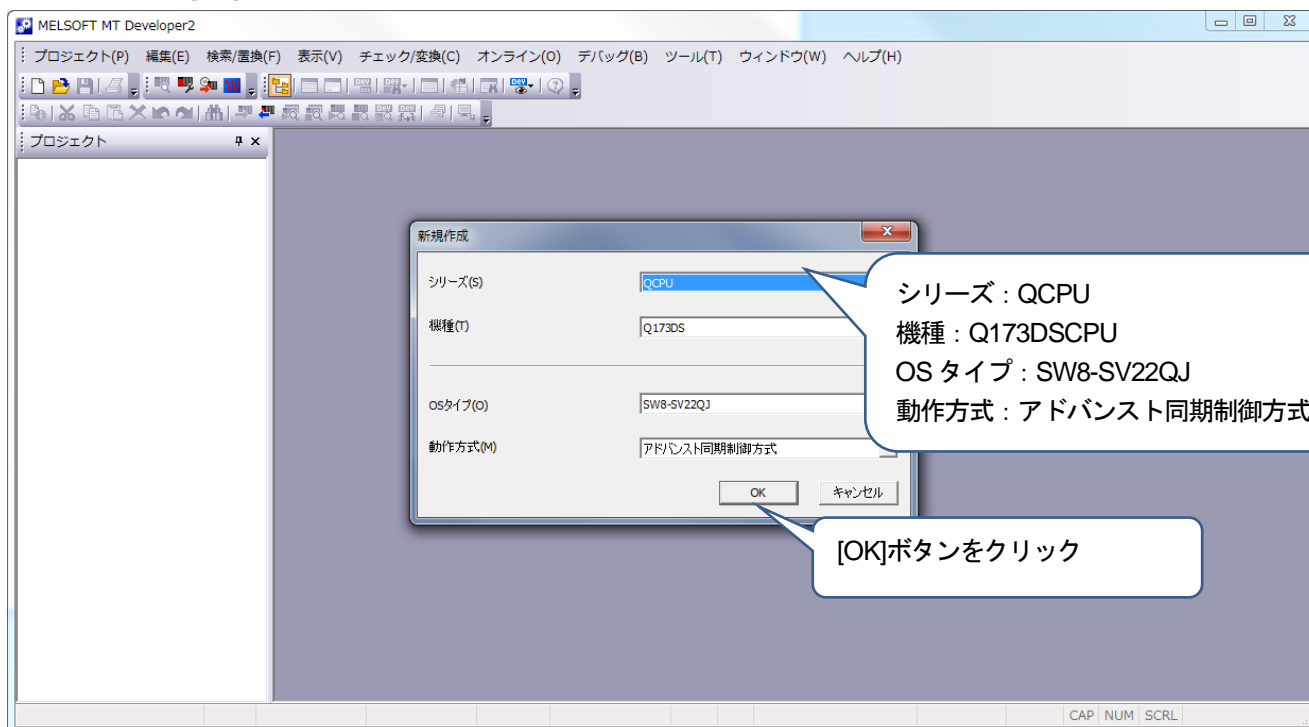 MELSOFT MT Developer2
プロジェクト(P) 編集(E) 検索/置換(F) 表示(V) チェック/変換(C) オンライン(O) デバッグ(B) ツール(T) ウィンドウ(W) ヘルプ(H)
プロジェクト
新規作成
シリーズ(S) QCPU
機種(T) Q173DS
OSタイプ(O) SW8-SV22QJ
動作方式(M) アドバンスト同期制御方式
OK キャンセル
シリーズ：QCPU
機種：Q173DSCPU
OS タイプ：SW8-SV22QJ
動作方式：アドバンスト同期制御方式
[OK]ボタンをクリック
CAP NUM SCRL